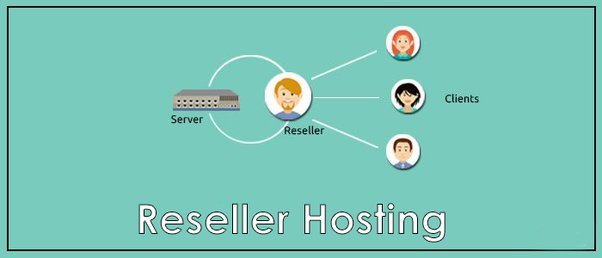 Clients
Server
Reseller
Reseller Hosting